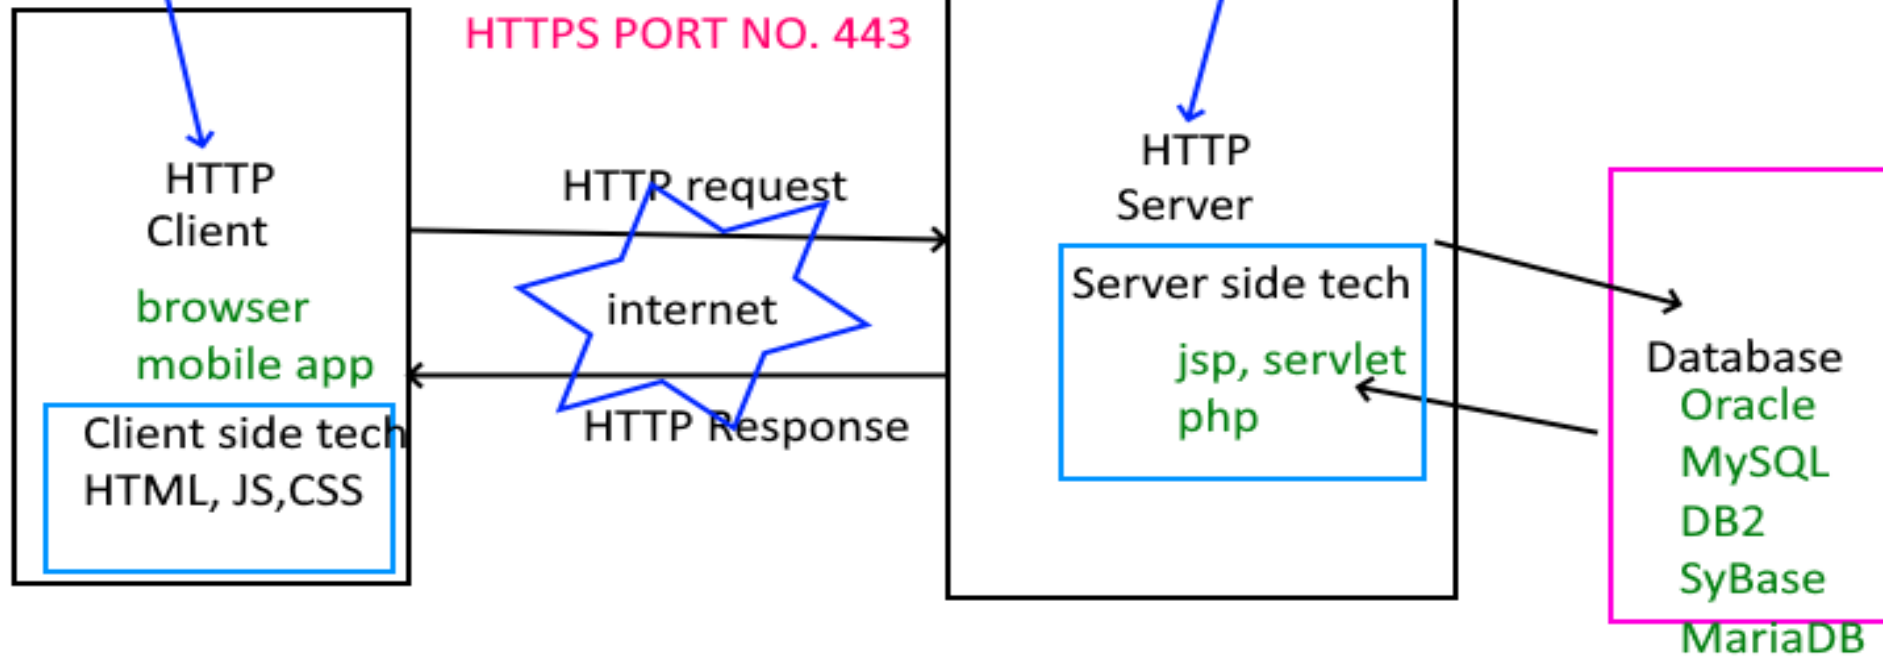 HTTPS PORT NO. 443
HTTP
Client
browser
mobile app
Client side tech
HTML, JS,CSS
HTTP request
internet
HTTP Response
HTTP
Server
Server side tech
jsp, servlet
php
Database
Oracle
MySQL
DB2
SyBase
MariaDB